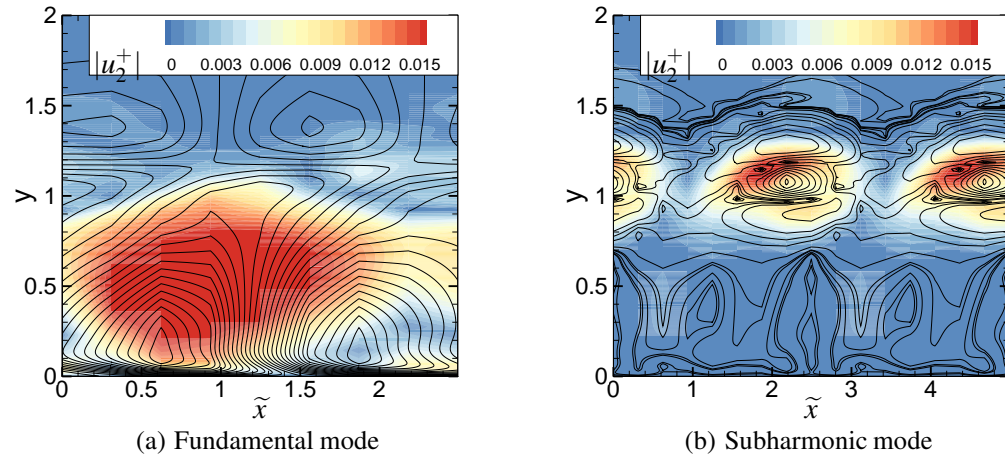 2
|u₂⁺|
0 0.003 0.006 0.009 0.012 0.015
1.5
1
y
0.5
0
0 0.5 1 1.5 2
x̃
(a) Fundamental mode
2
|u₂⁺|
0 0.003 0.006 0.009 0.012 0.015
1.5
1
y
0.5
0
0 1 2 3 4
x̃
(b) Subharmonic mode